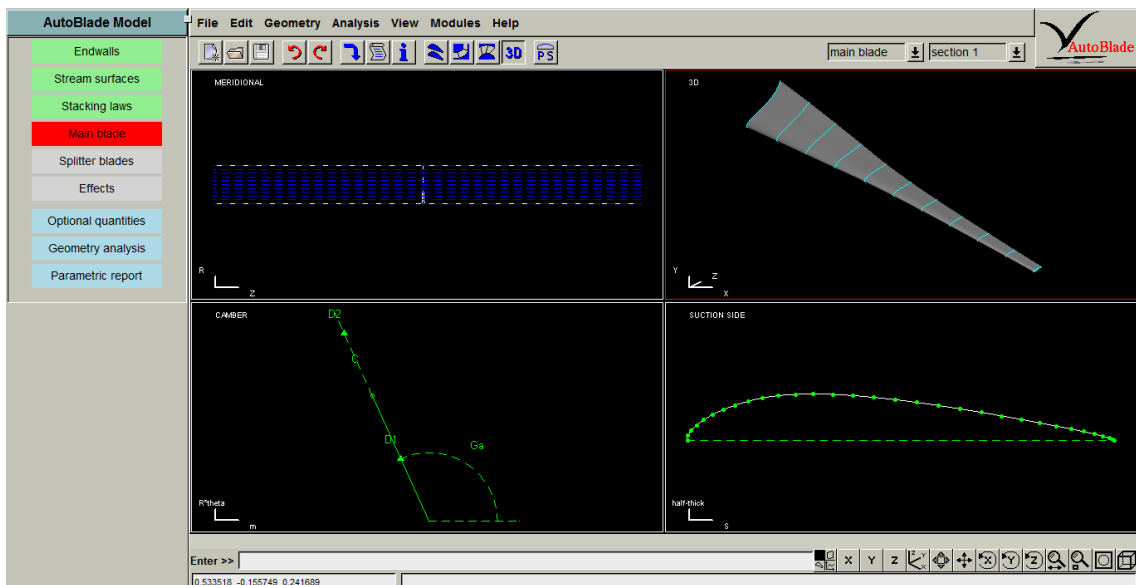 AutoBlade Model
File Edit Geometry Analysis View Modules Help
Endwalls
Stream surfaces
Stacking laws
Main blade
Splitter blades
Effects
Optional quantities
Geometry analysis
Parametric report
3D PS
main blade section 1
AutoBlade
MERIDIONAL
R
Z
3D
Y Z
X
CAMBER
D2
C
D1
Ga
R*theta
m
SUCTION SIDE
half-thick
S
Enter >>
X Y Z X Y Z
0.533518 -0.155749 0.241689